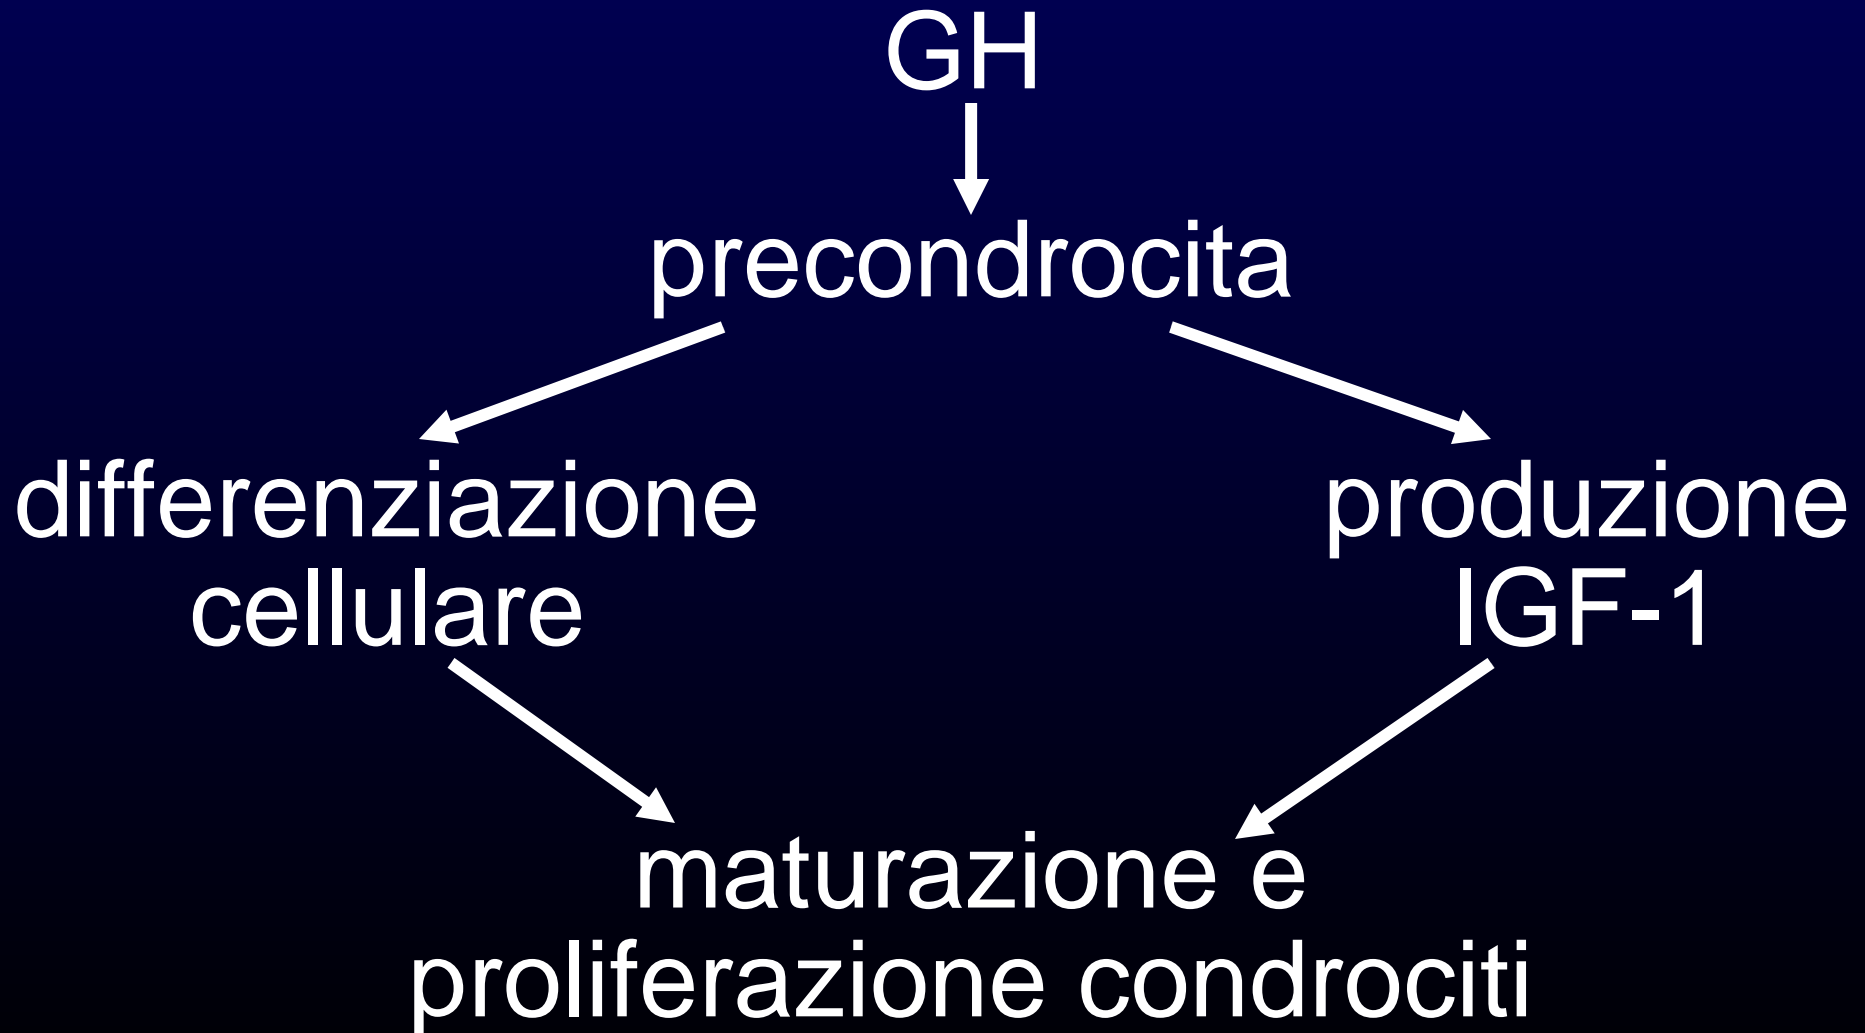 GH
precondrocita
differenziazione
cellulare
produzione
IGF-1
maturazione e
proliferazione condrociti